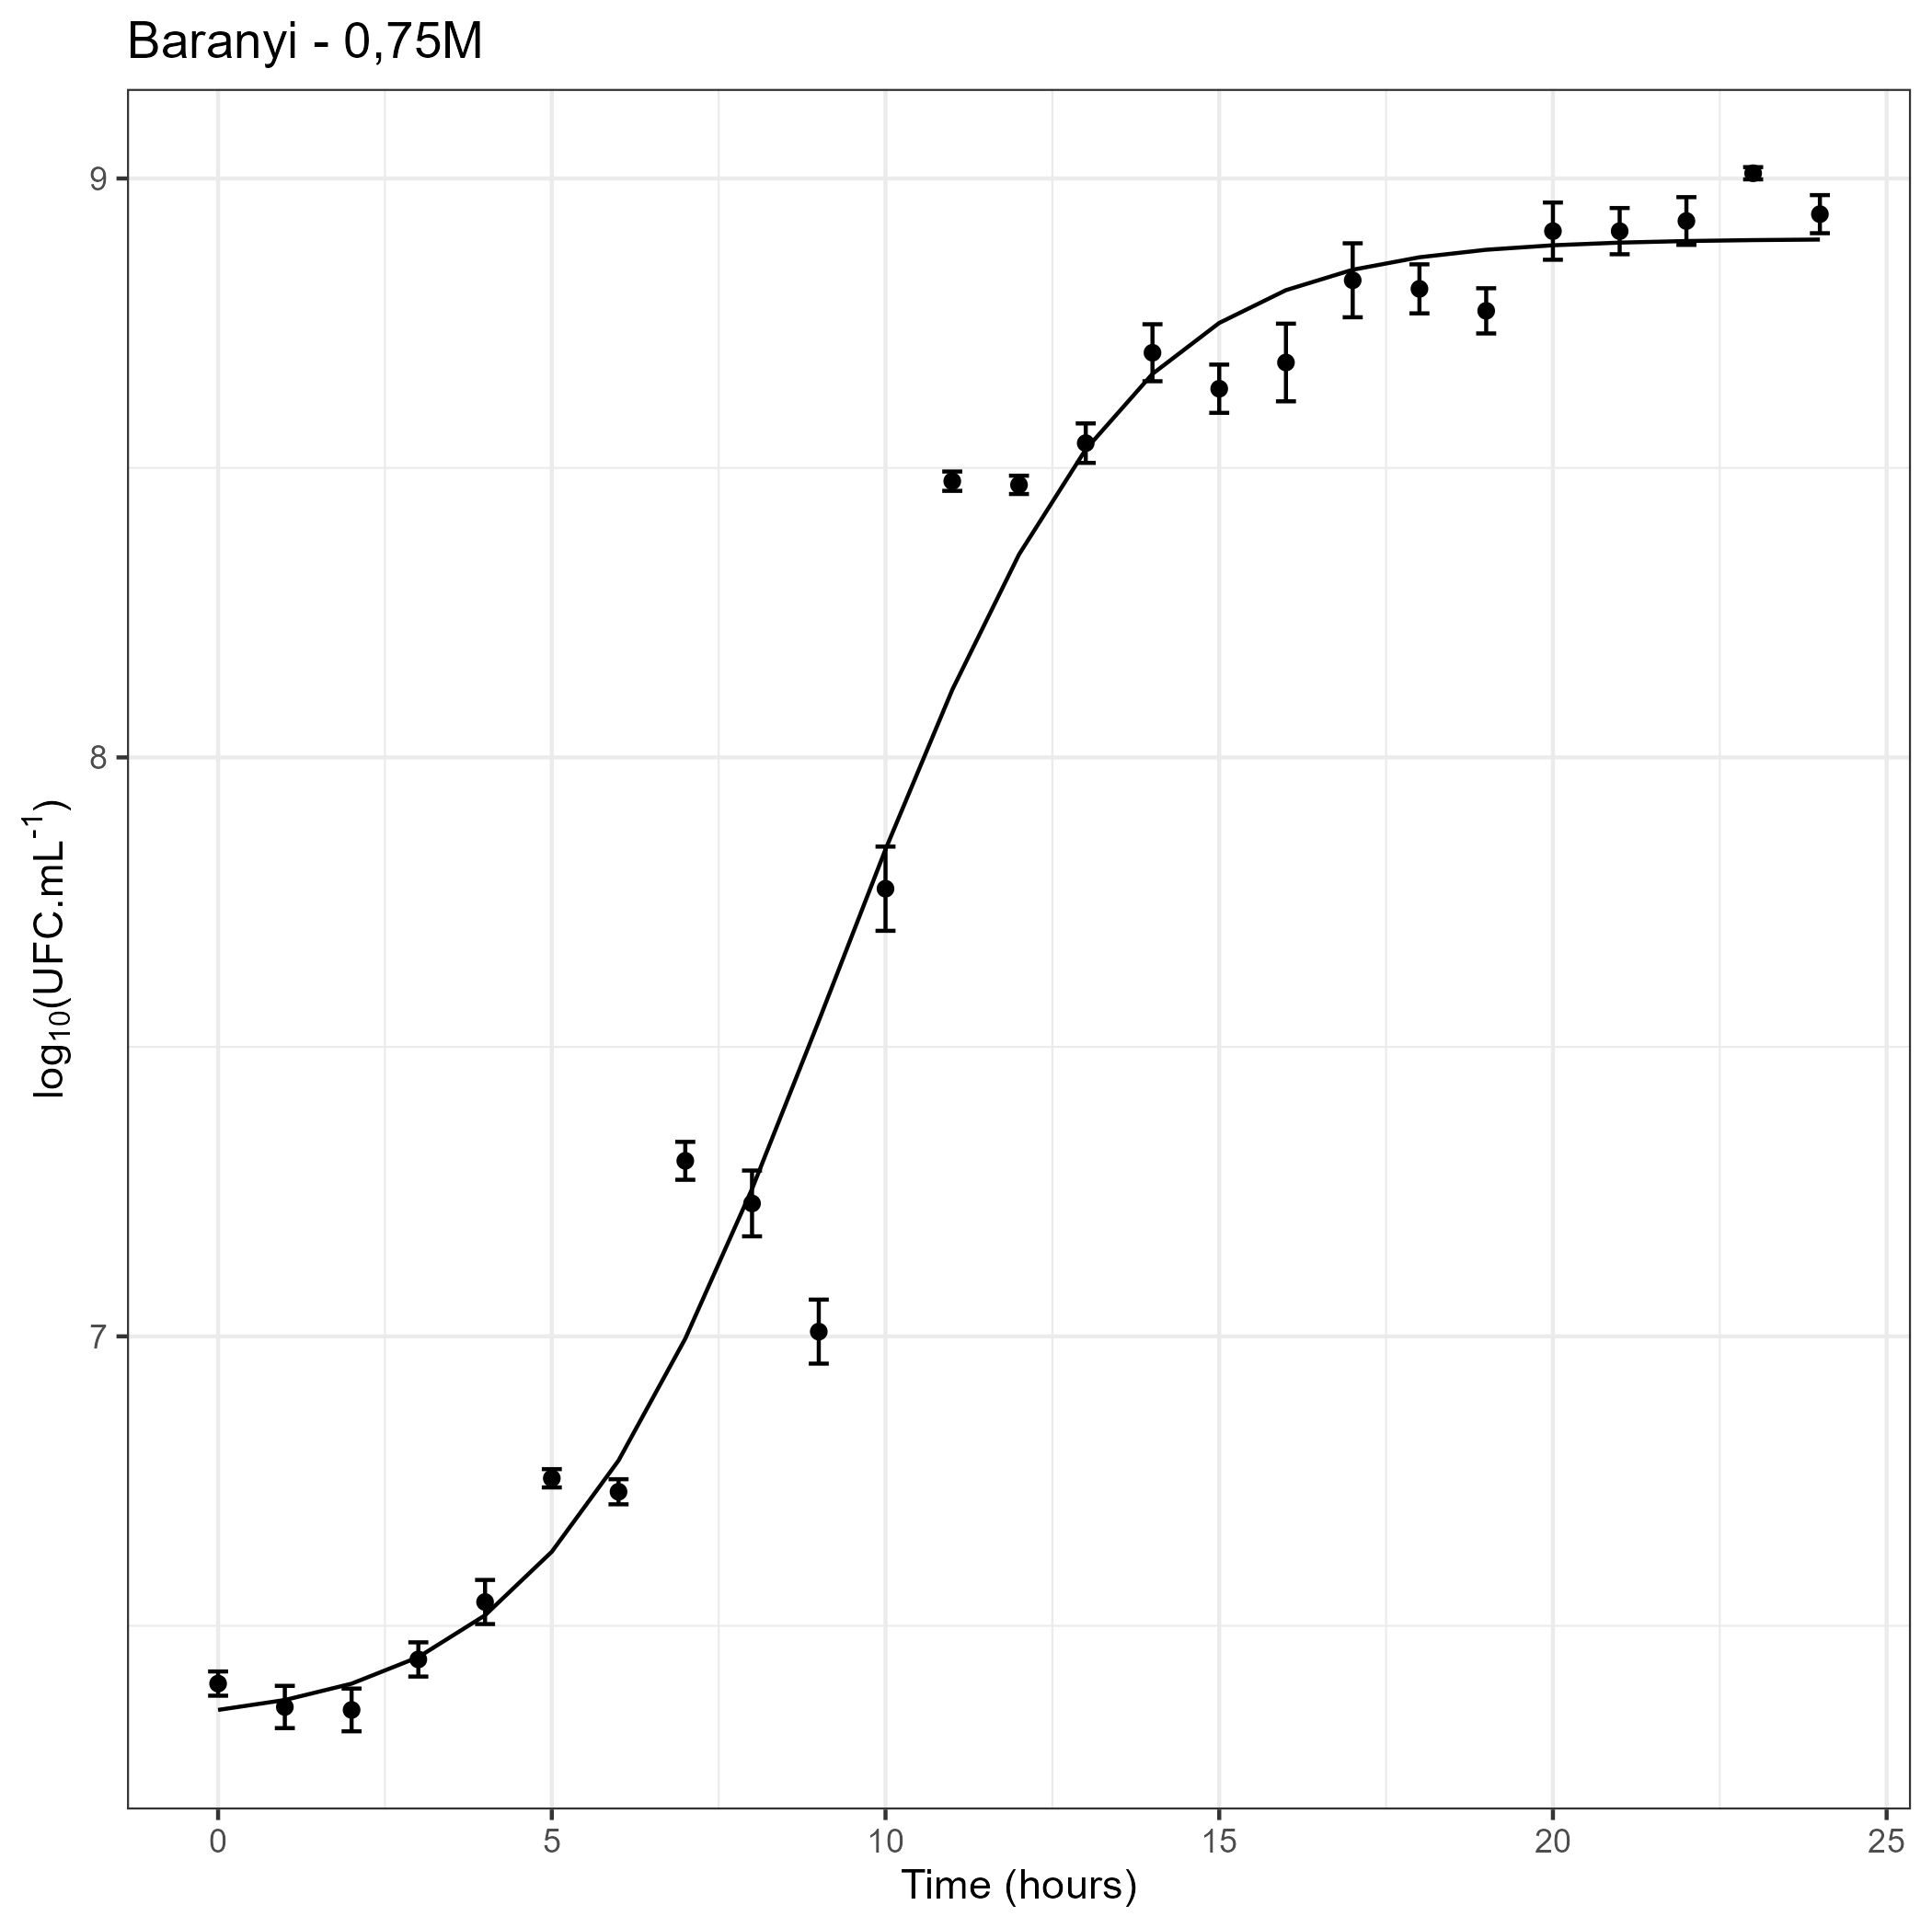 Baranyi - 0,75M
9
8
7
log₁₀(UFC.mL⁻¹)
0 5 10 15 20 25
Time (hours)